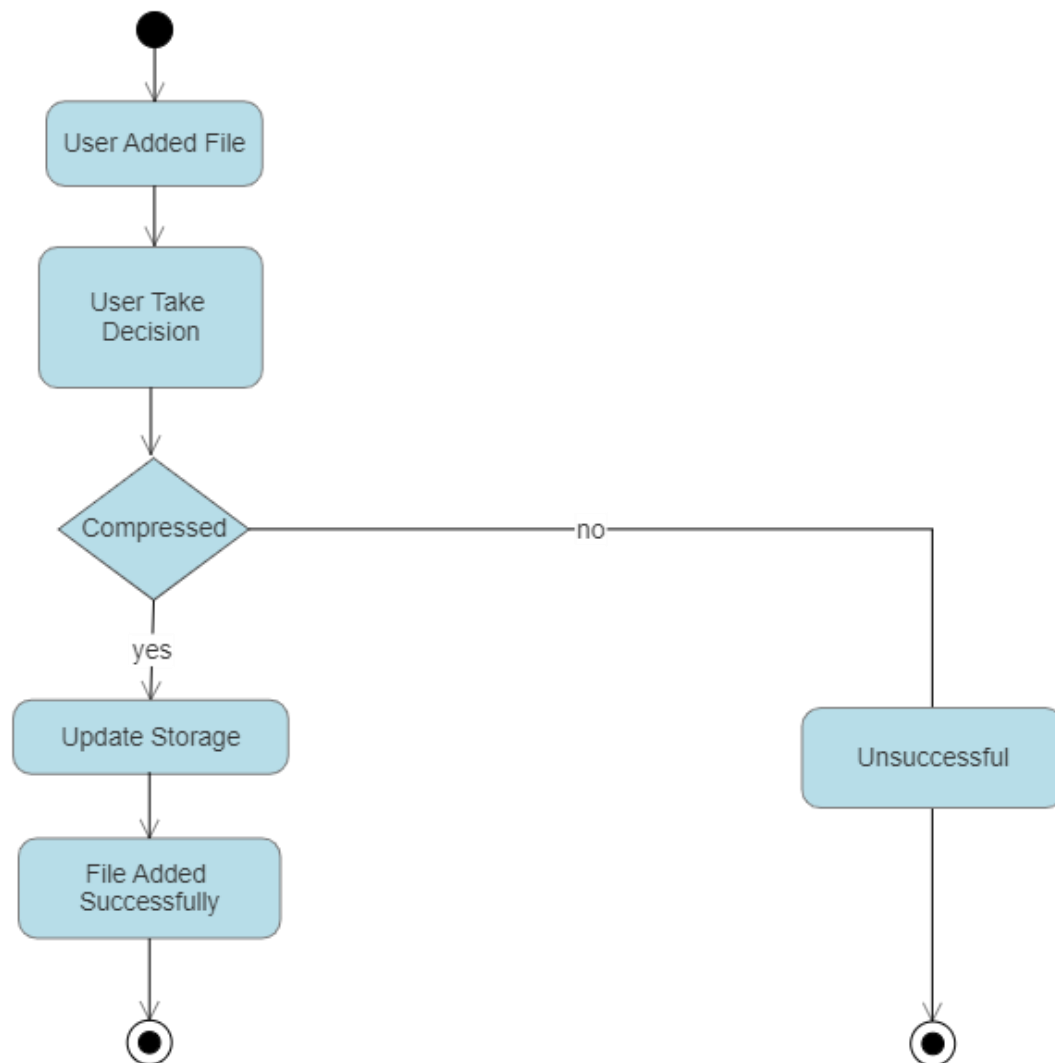 User Added File
User Take
Decision
Compressed
no
yes
Update Storage
Unsuccessful
File Added
Successfully